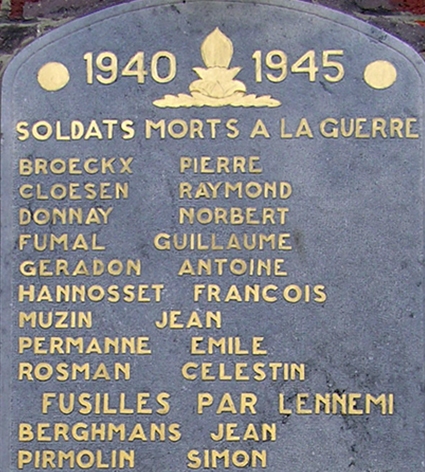 1940 1945
SOLDATS MORTS A LA GUERRE
BROECKX PIERRE
CLOESEN RAYMOND
DONNAY NORBERT
FUMAL GUILLAUME
GERADON ANTOINE
HANNOSSET FRANCOIS
MUZIN JEAN
PERMANNE EMILE
ROSMAN CELESTIN
FUSILLES PAR LENNEMI
BERGHMANS JEAN
PIRMOLIN SIMON